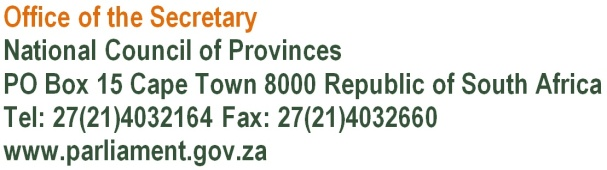 Office of the Secretary
National Council of Provinces
PO Box 15 Cape Town 8000 Republic of South Africa
Tel: 27(21)4032164 Fax: 27(21)4032660
www.parliament.gov.za